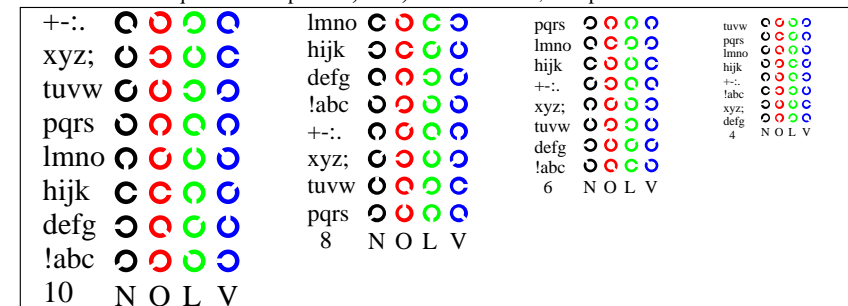 +-:.
xyz;
tuvw
pqrs
lmno
hijk
defg
!abc
10 N O L V
lmno
hijk
defg
!abc
+-:.
xyz;
tuvw
pqrs
8 N O L V
pqrs
lmno
hijk
+-:.
xyz;
tuvw
defg
!abc
6 N O L V
tuvw
pqrs
lmno
hijk
+-:.
!abc
xyz;
defg
4 N O L V